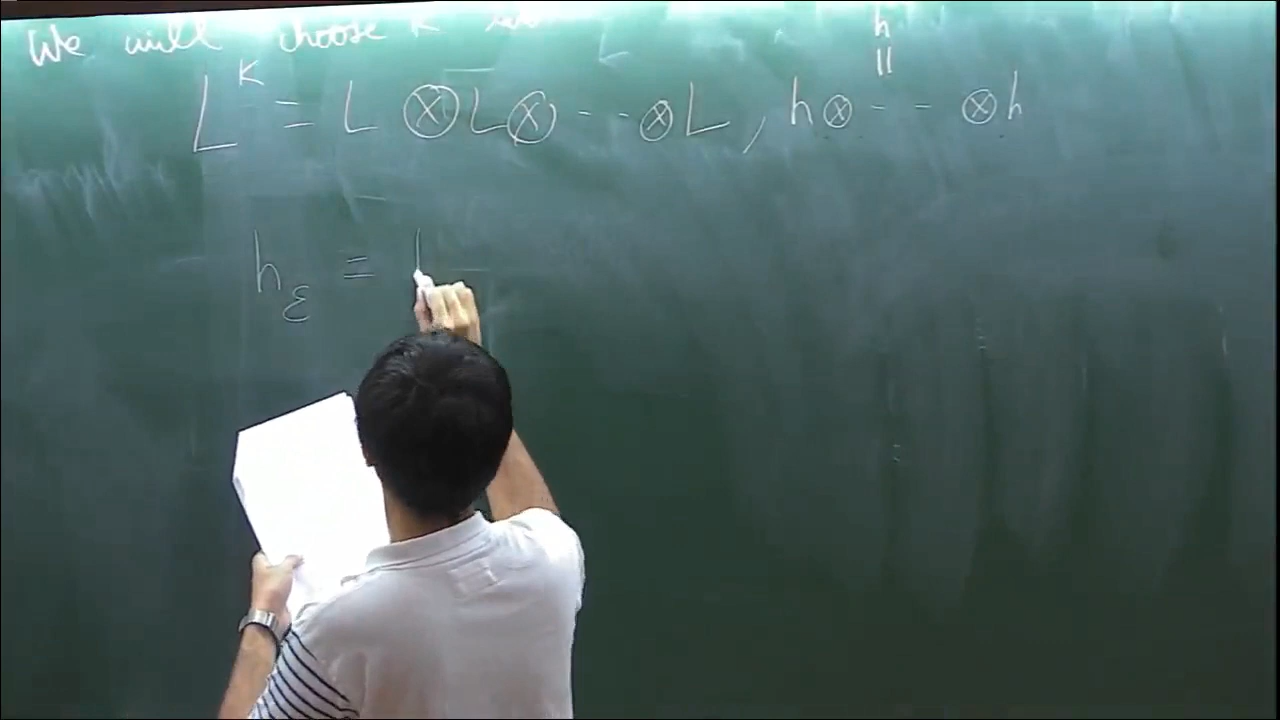 We will choose K
h
||
L^K = L ⊗ L ⊗ - - ⊗ L , h ⊗ - - ⊗ h
h_ε =